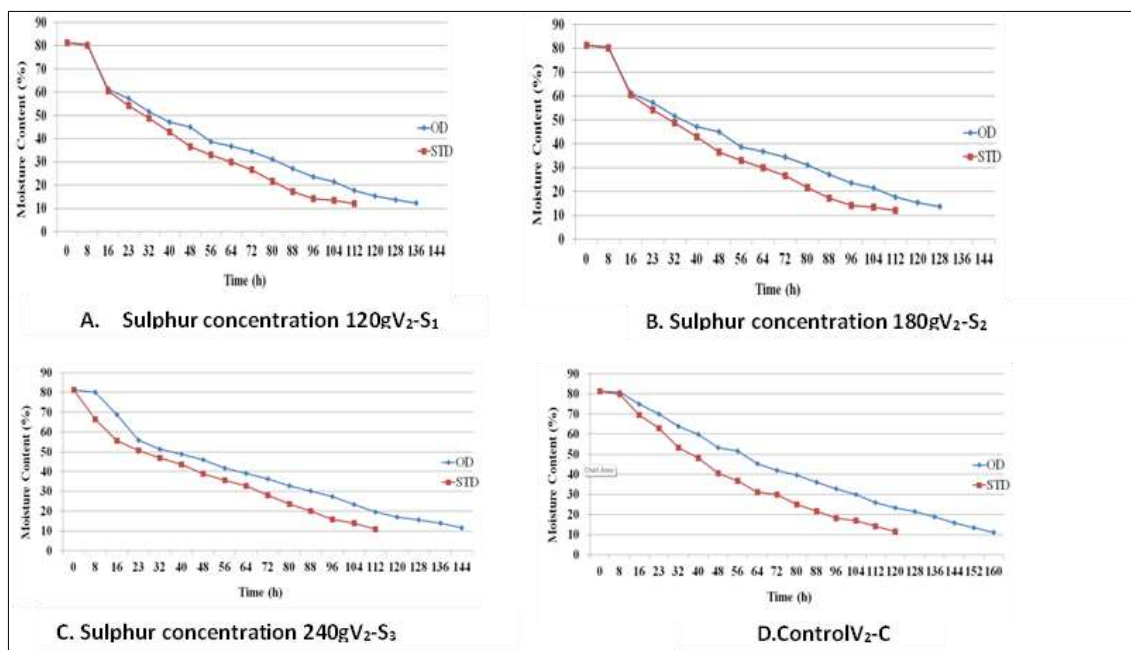 90
80
70
60
50
40
30
20
10
0
Moisture Content (%)
OD
STD
0 8 16 23 32 40 48 56 64 72 80 89 96 104 112 120 128 136 144
Time (h)
A. Sulphur concentration 120gV₂-S₁
90
80
70
60
50
40
30
20
10
0
Moisture Content (%)
OD
STD
0 8 16 23 32 40 48 56 64 72 80 89 96 104 112 120 128 136 144
Time (h)
B. Sulphur concentration 180gV₂-S₂
90
80
70
60
50
40
30
20
10
0
Moisture Content (%)
OD
STD
0 8 16 23 32 40 48 56 64 72 80 88 96 104 112 120 128 136 144
Time (h)
C. Sulphur concentration 240gV₂-S₃
90
80
70
60
50
40
30
20
10
0
Moisture Content (%)
Chart Area
OD
STD
0 8 16 23 32 40 48 56 64 72 80 88 96 104 112 120 128 136 144 152 160
Time (h)
D.ControlV₂-C